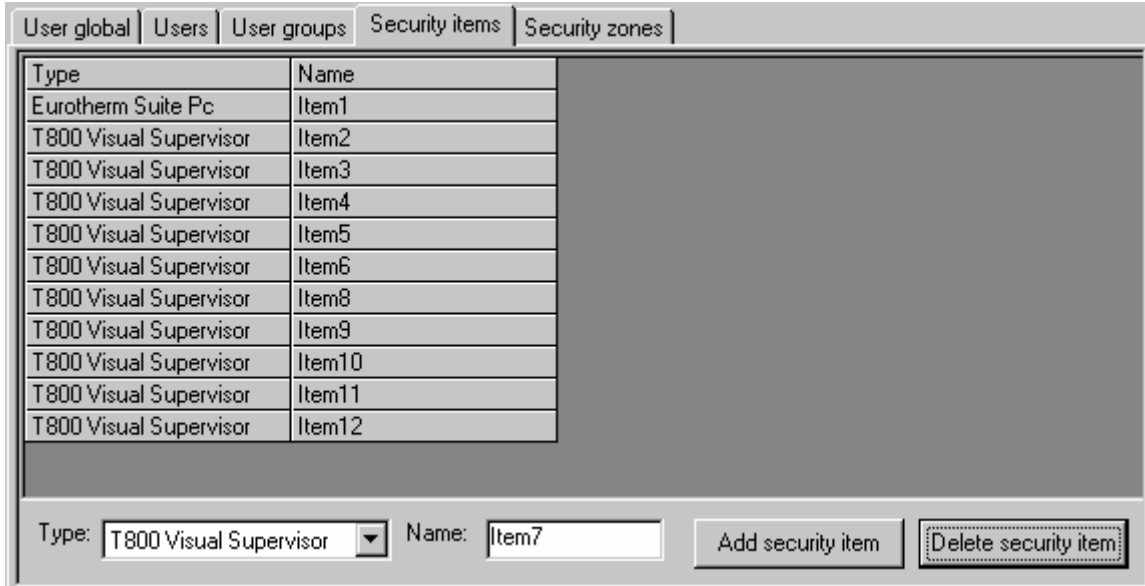 User global Users User groups Security items Security zones
Type Name
Eurotherm Suite Pc Item1
T800 Visual Supervisor Item2
T800 Visual Supervisor Item3
T800 Visual Supervisor Item4
T800 Visual Supervisor Item5
T800 Visual Supervisor Item6
T800 Visual Supervisor Item8
T800 Visual Supervisor Item9
T800 Visual Supervisor Item10
T800 Visual Supervisor Item11
T800 Visual Supervisor Item12
Type: T800 Visual Supervisor Name: Item7 Add security item Delete security item